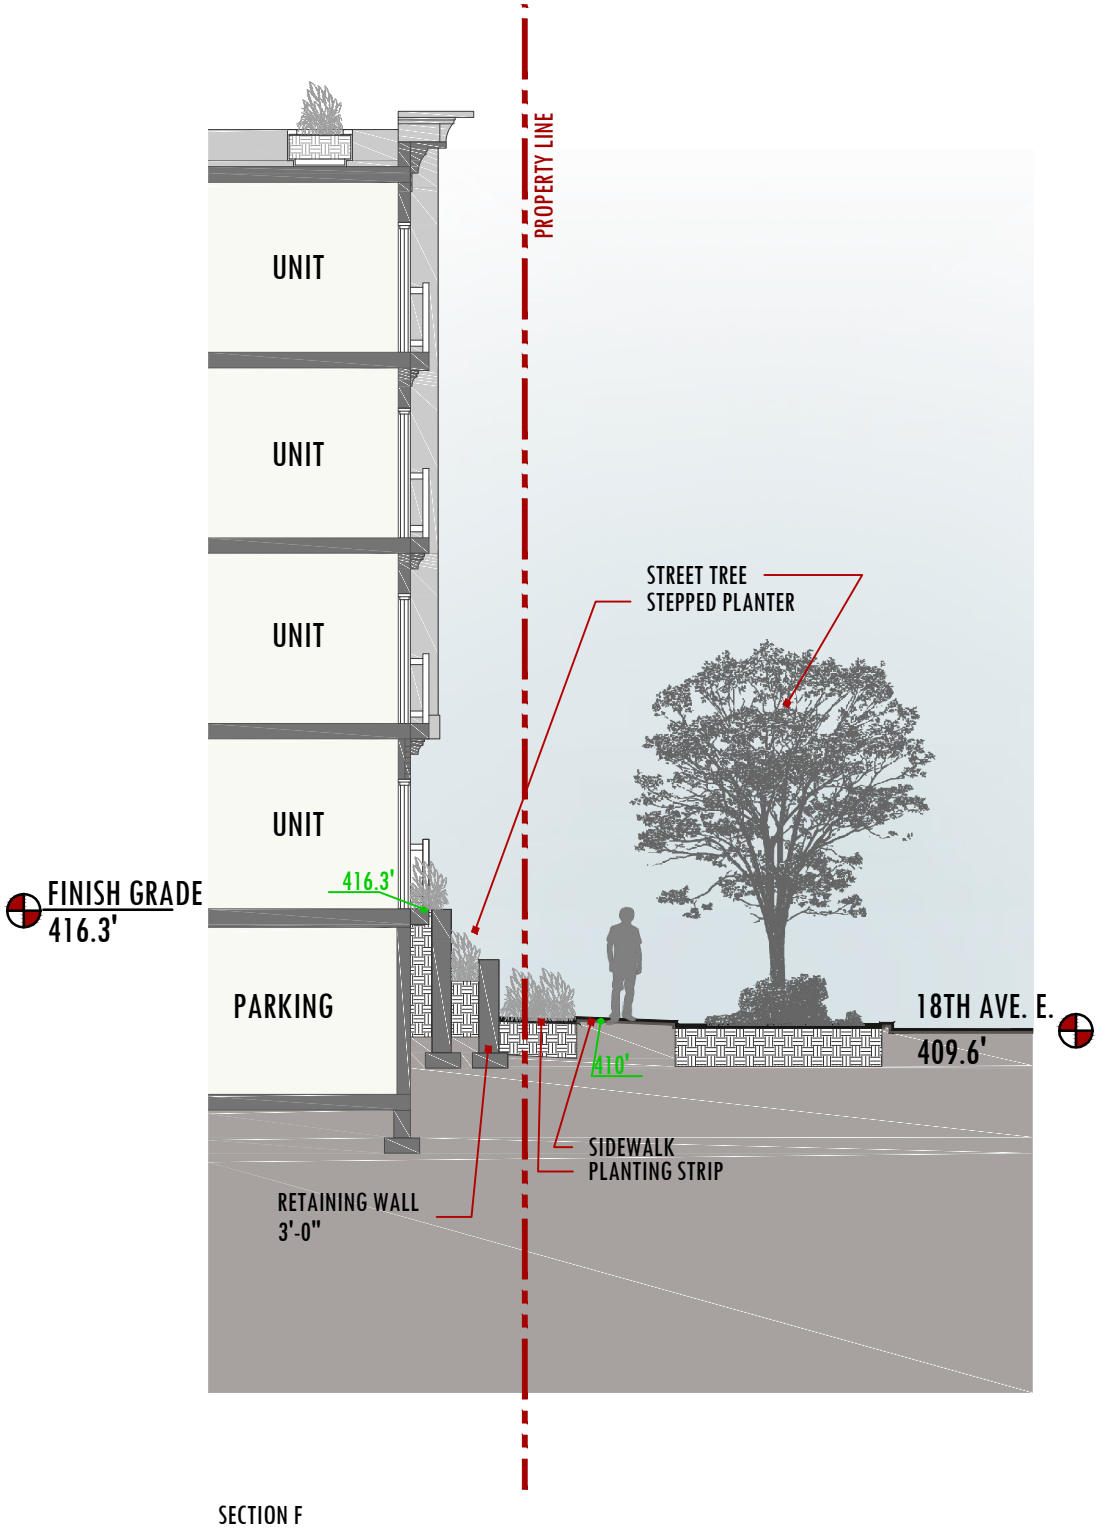 PROPERTY LINE
UNIT
UNIT
STREET TREE
STEPPED PLANTER
UNIT
UNIT
416.3'
FINISH GRADE
416.3'
PARKING
18TH AVE. E.
409.6'
410'
SIDEWALK
PLANTING STRIP
RETAINING WALL
3'-0"
SECTION F